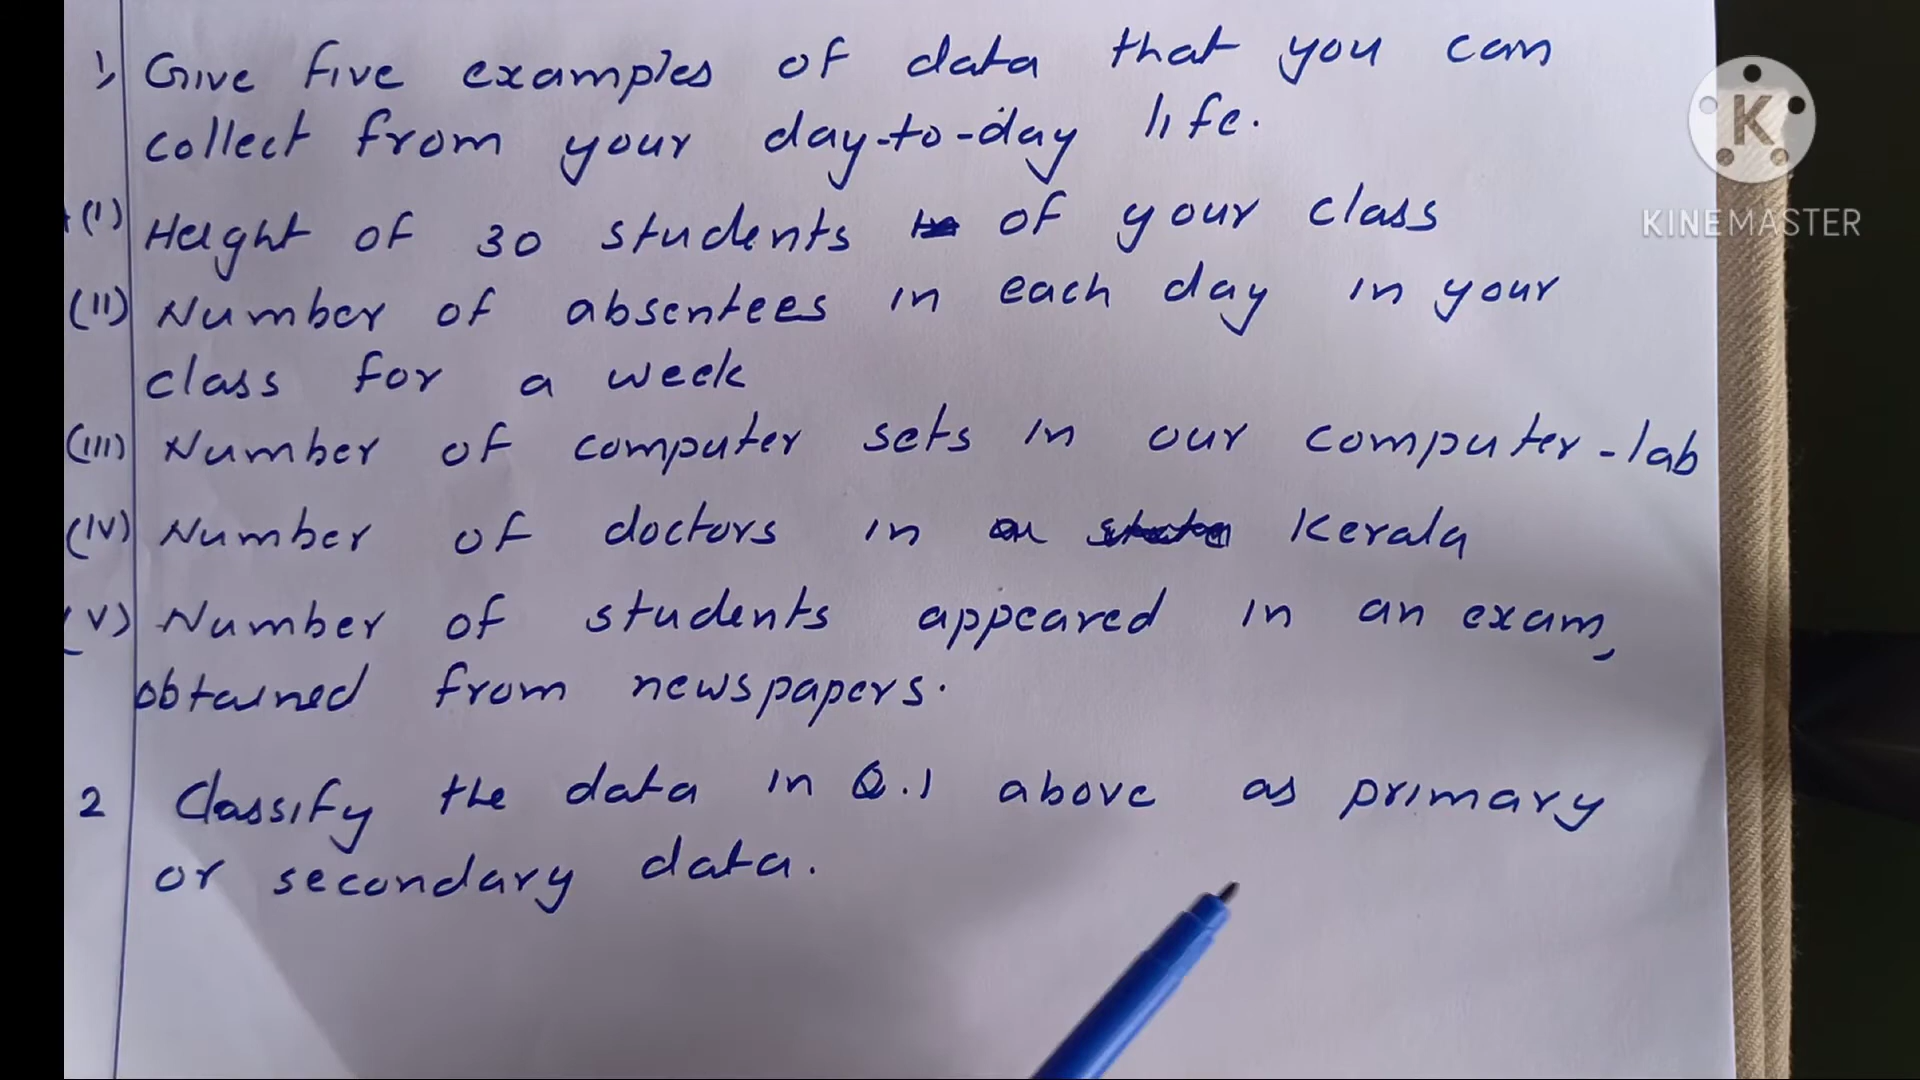 1, Give five examples of data that you can
collect from your day-to-day life.
(i) Height of 30 students of your class
(ii) Number of absentees in each day in your
class for a week
(iii) Number of computer sets in our computer-lab
(iv) Number of doctors in Kerala
(v) Number of students appeared in an exam,
obtained from newspapers.
2 Classify the data in Q.1 above as primary
or secondary data.
K
KINEMASTER